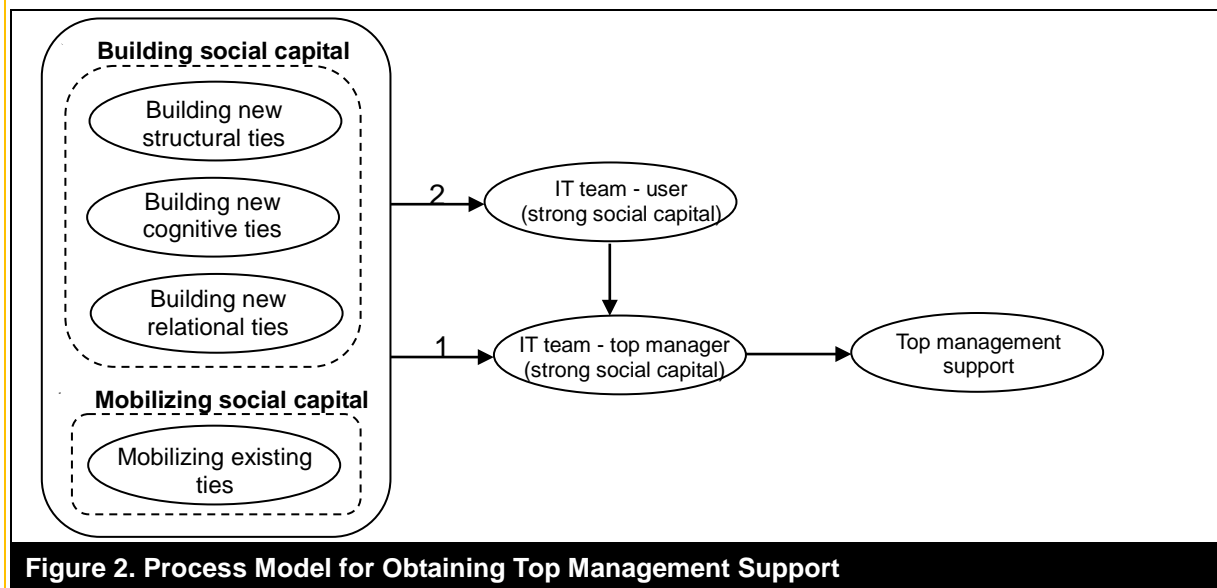 Building social capital
Building new
structural ties
Building new
cognitive ties
Building new
relational ties
Mobilizing social capital
Mobilizing existing
ties
2
1
IT team - user
(strong social capital)
IT team - top manager
(strong social capital)
Top management
support
Figure 2. Process Model for Obtaining Top Management Support